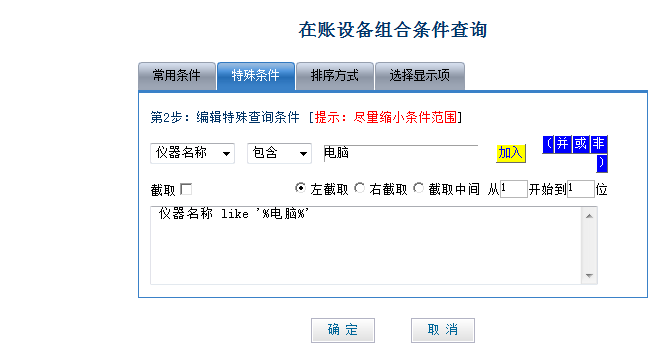 在账设备组合条件查询
常用条件 特殊条件 排序方式 选择显示项
第2步：编辑特殊查询条件 [提示：尽量缩小条件范围]
仪器名称 包含 电脑 加入 （ 并 或 非 ）
截取 左截取 右截取 截取中间 从 1 开始到 1 位
仪器名称 like '%电脑%'
确 定 取 消